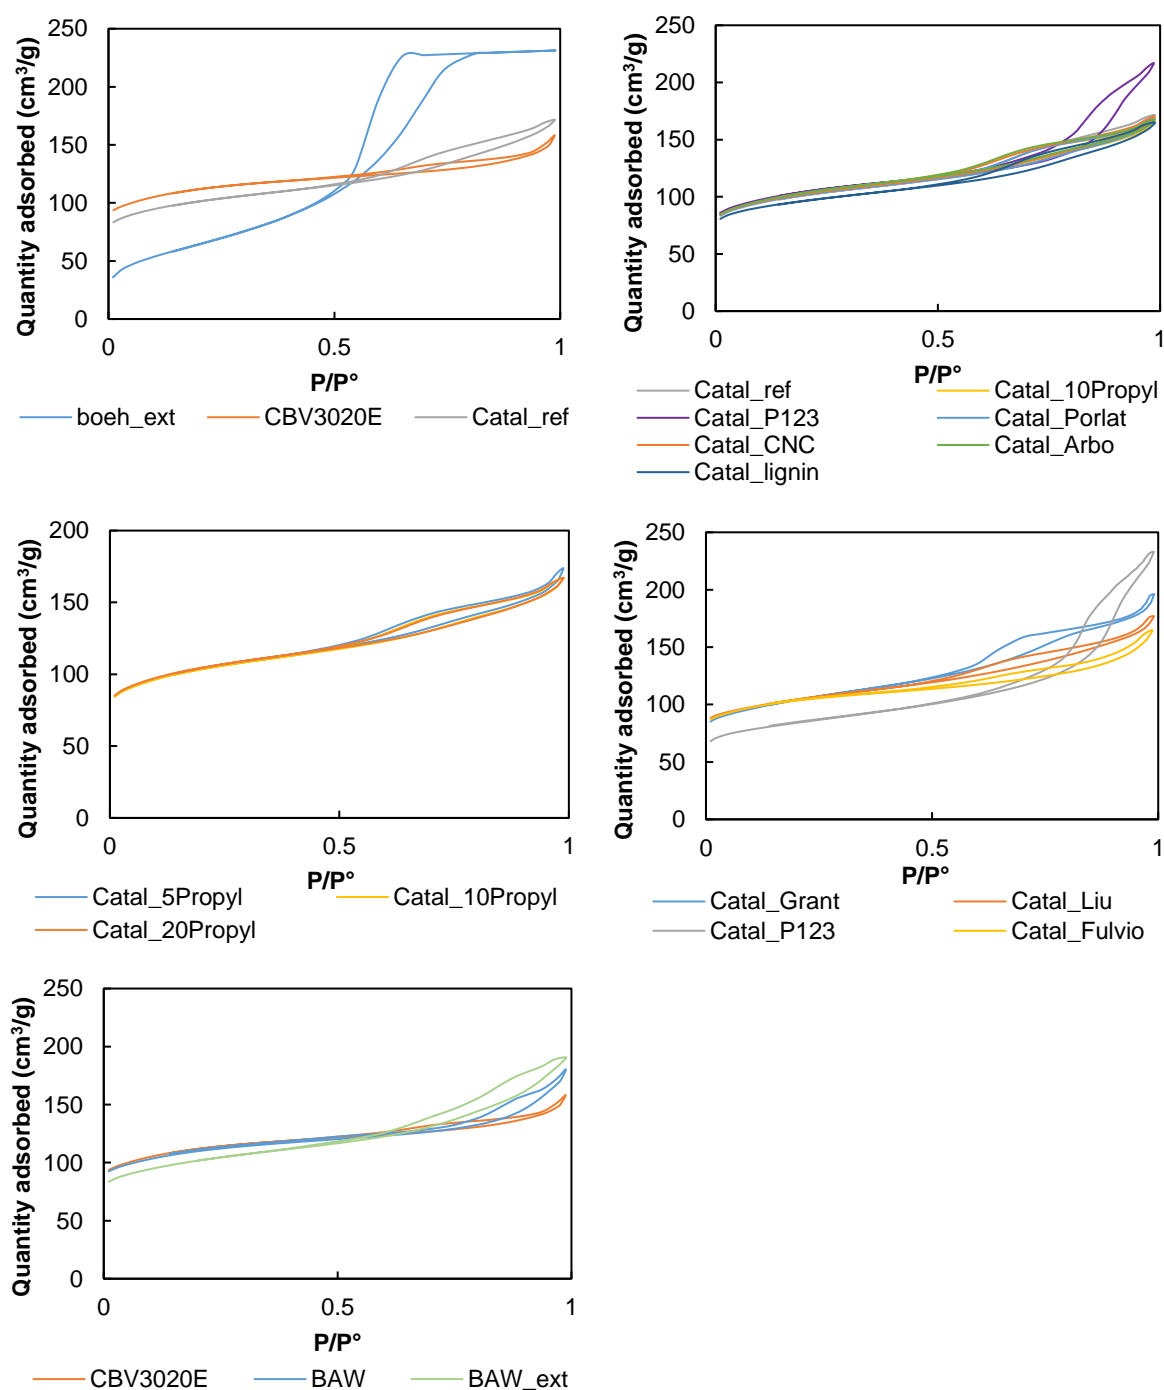 Quantity adsorbed (cm³/g)
250
200
150
100
50
0
0
0.5
1
P/P°
boeh_ext
CBV3020E
Catal_ref
Quantity adsorbed (cm³/g)
250
200
150
100
50
0
0
0.5
1
P/P°
Catal_ref
Catal_10Propyl
Catal_P123
Catal_Porlat
Catal_CNC
Catal_Arbo
Catal_lignin
Quantity adsorbed (cm³/g)
200
150
100
50
0
0
0.5
1
P/P°
Catal_5Propyl
Catal_10Propyl
Catal_20Propyl
Quantity adsorbed (cm³/g)
250
200
150
100
50
0
0
0.5
1
P/P°
Catal_Grant
Catal_Liu
Catal_P123
Catal_Fulvio
Quantity adsorbed (cm³/g)
250
200
150
100
50
0
0
0.5
1
P/P°
CBV3020E
BAW
BAW_ext